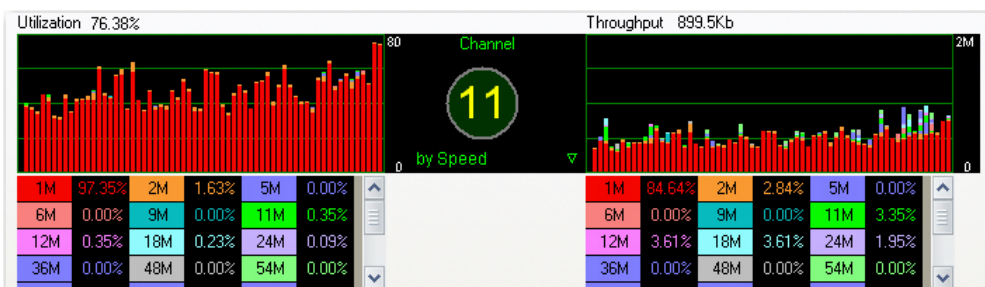 Utilization 76.38% Throughput 899.5Kb
80 Channel 2M
11
0 by Speed 0
1M 97.35% 2M 1.63% 5M 0.00% 1M 84.64% 2M 2.84% 5M 0.00%
6M 0.00% 9M 0.00% 11M 0.35% 6M 0.00% 9M 0.00% 11M 3.35%
12M 0.35% 18M 0.23% 24M 0.09% 12M 3.61% 18M 3.61% 24M 1.95%
36M 0.00% 48M 0.00% 54M 0.00% 36M 0.00% 48M 0.00% 54M 0.00%